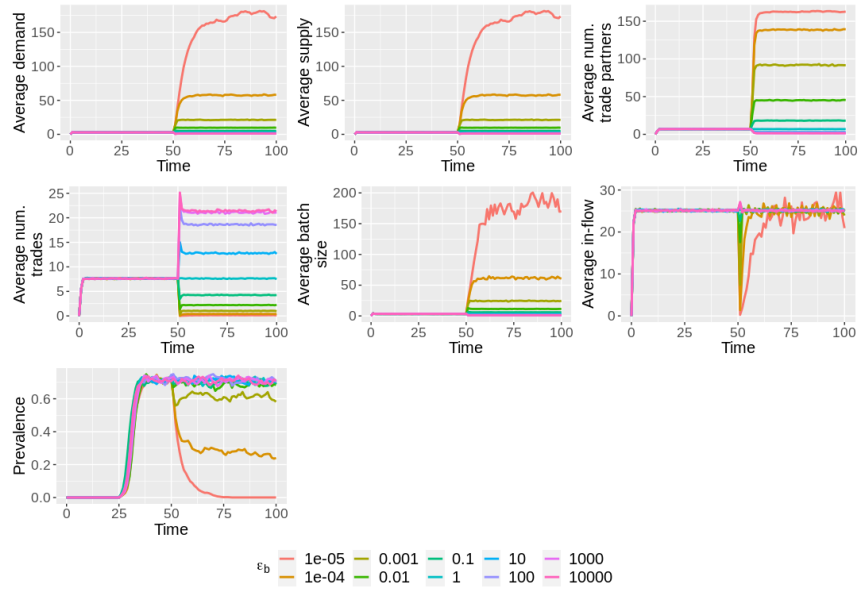 Average demand
150
100
50
0
0 25 50 75 100
Time
Average supply
150
100
50
0
0 25 50 75 100
Time
Average num.
trade partners
150
100
50
0
0 25 50 75 100
Time
Average num.
trades
25
20
15
10
5
0
0 25 50 75 100
Time
Average batch
size
200
150
100
50
0
0 25 50 75 100
Time
Average in-flow
30
20
10
0
0 25 50 75 100
Time
Prevalence
0.6
0.4
0.2
0.0
0 25 50 75 100
Time
εb
1e-05 0.001 0.1 10 1000
1e-04 0.01 1 100 10000